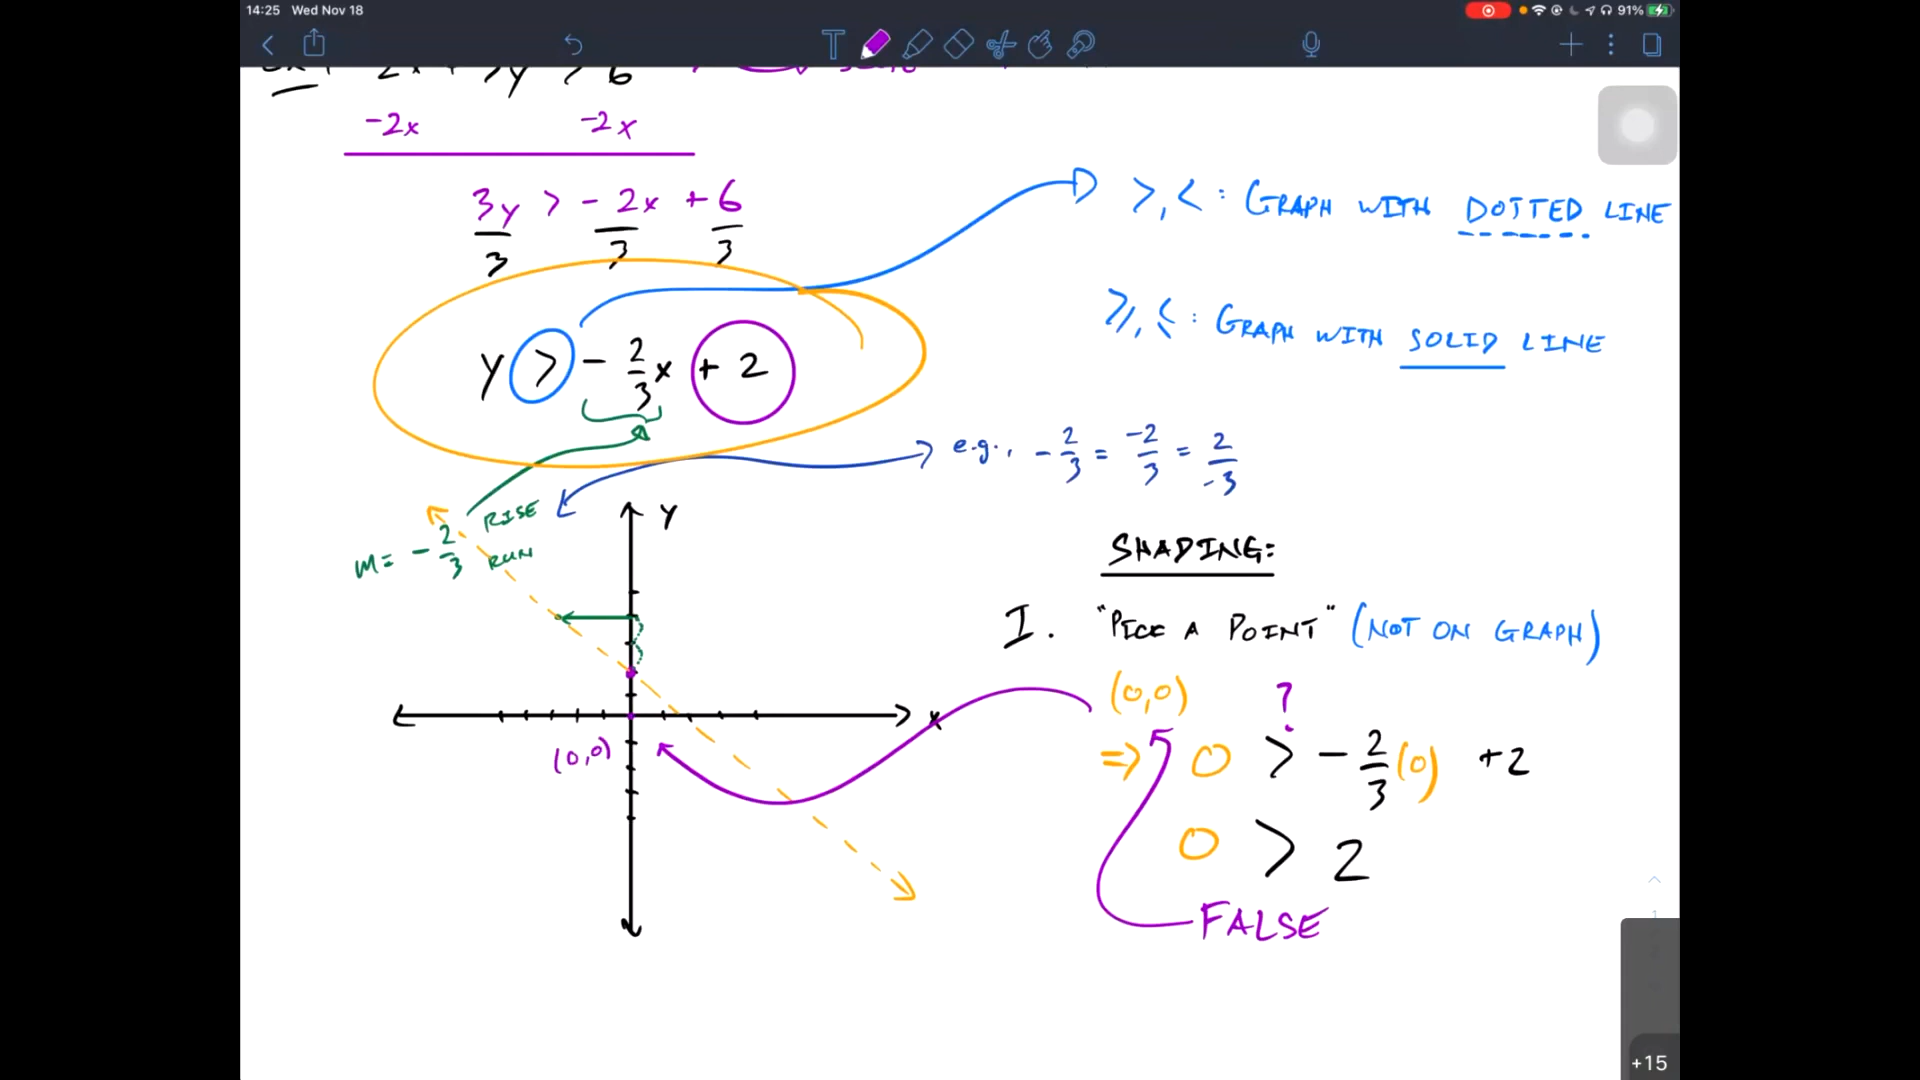 14:25 Wed Nov 18
91%
-2x -2x
3y > -2x +6
3 3 3
>, < : GRAPH WITH DOTTED LINE
≥, ≤ : GRAPH WITH SOLID LINE
y > - 2/3 x + 2
e.g., - 2/3 = -2/3 = 2/-3
m = - 2/3 RISE
RUN
y
x
(0,0)
SHADING:
I. "PICK A POINT" (NOT ON GRAPH)
(0,0) ?
⇒ 0 > - 2/3 (0) +2
0 > 2
FALSE
+15